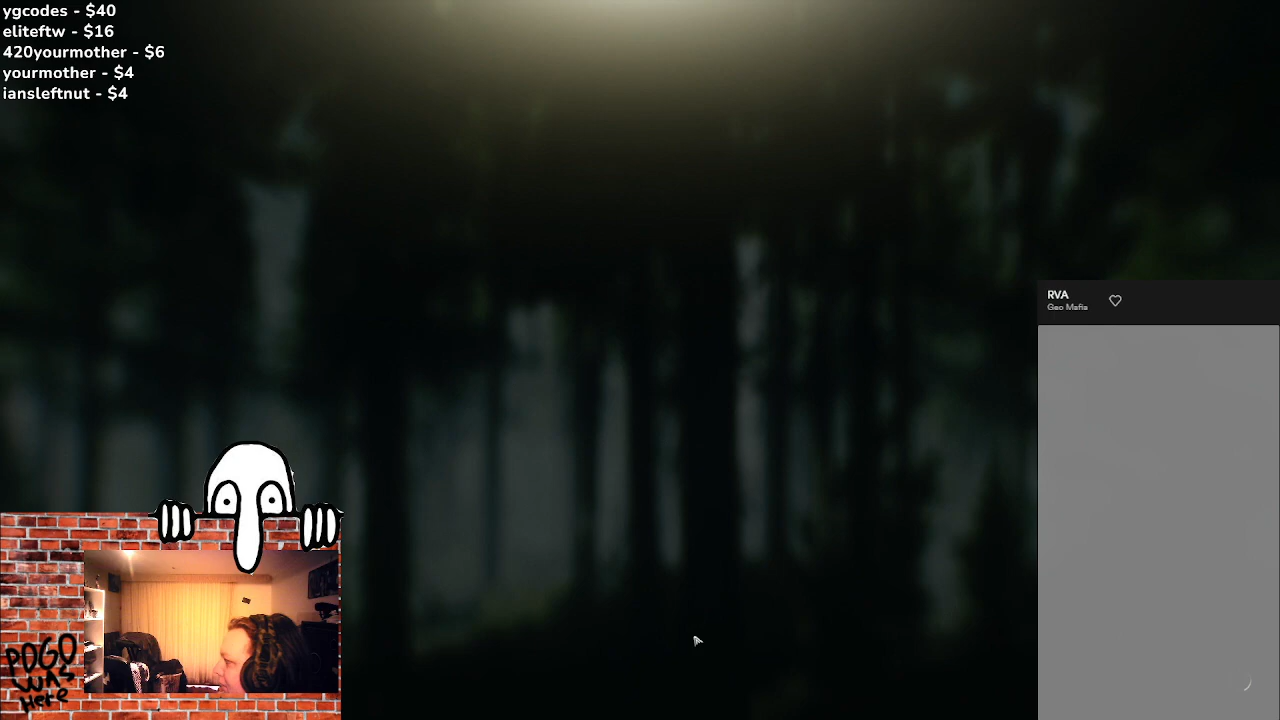 ygcodes - $40
eliteftw - $16
420yourmother - $6
yourmother - $4
iansleftnut - $4
RVA
Geo Mafia
POGO
WAS
Here